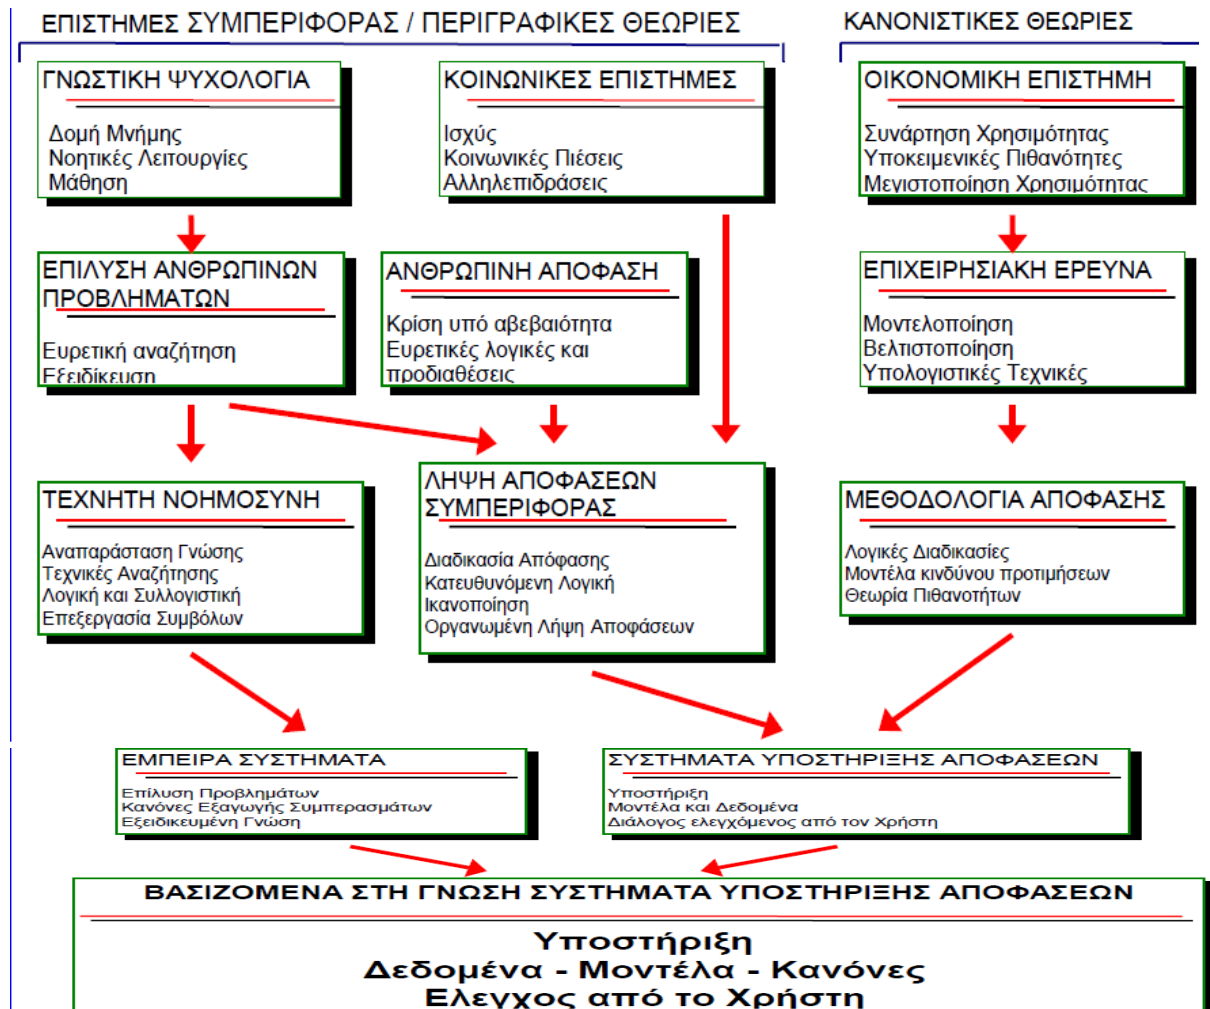 ΕΠΙΣΤΗΜΕΣ ΣΥΜΠΕΡΙΦΟΡΑΣ / ΠΕΡΙΓΡΑΦΙΚΕΣ ΘΕΩΡΙΕΣ
ΚΑΝΟΝΙΣΤΙΚΕΣ ΘΕΩΡΙΕΣ
ΓΝΩΣΤΙΚΗ ΨΥΧΟΛΟΓΙΑ
Δομή Μνήμης
Νοητικές Λειτουργίες
Μάθηση
ΚΟΙΝΩΝΙΚΕΣ ΕΠΙΣΤΗΜΕΣ
Ισχύς
Κοινωνικές Πιέσεις
Αλληλεπιδράσεις
ΟΙΚΟΝΟΜΙΚΗ ΕΠΙΣΤΗΜΗ
Συνάρτηση Χρησιμότητας
Υποκειμενικές Πιθανότητες
Μεγιστοποίηση Χρησιμότητας
ΕΠΙΛΥΣΗ ΑΝΘΡΩΠΙΝΩΝ
ΠΡΟΒΛΗΜΑΤΩΝ
Ευρετική αναζήτηση
Εξειδίκευση
ΑΝΘΡΩΠΙΝΗ ΑΠΟΦΑΣΗ
Κρίση υπό αβεβαιότητα
Ευρετικές λογικές και
προδιαθέσεις
ΕΠΙΧΕΙΡΗΣΙΑΚΗ ΕΡΕΥΝΑ
Μοντελοποίηση
Βελτιστοποίηση
Υπολογιστικές Τεχνικές
ΤΕΧΝΗΤΗ ΝΟΗΜΟΣΥΝΗ
Αναπαράσταση Γνώσης
Τεχνικές Αναζήτησης
Λογική και Συλλογιστική
Επεξεργασία Συμβόλων
ΛΗΨΗ ΑΠΟΦΑΣΕΩΝ
ΣΥΜΠΕΡΙΦΟΡΑΣ
Διαδικασία Απόφασης
Κατευθυνόμενη Λογική
Ικανοποίηση
Οργανωμένη Λήψη Αποφάσεων
ΜΕΘΟΔΟΛΟΓΙΑ ΑΠΟΦΑΣΗΣ
Λογικές Διαδικασίες
Μοντέλα κινδύνου προτιμήσεων
Θεωρία Πιθανοτήτων
ΕΜΠΕΙΡΑ ΣΥΣΤΗΜΑΤΑ
Επίλυση Προβλημάτων
Κανόνες Εξαγωγής Συμπερασμάτων
Εξειδικευμένη Γνώση
ΣΥΣΤΗΜΑΤΑ ΥΠΟΣΤΗΡΙΞΗΣ ΑΠΟΦΑΣΕΩΝ
Υποστήριξη
Μοντέλα και Δεδομένα
Διάλογος ελεγχόμενος από τον Χρήστη
ΒΑΣΙΖΟΜΕΝΑ ΣΤΗ ΓΝΩΣΗ ΣΥΣΤΗΜΑΤΑ ΥΠΟΣΤΗΡΙΞΗΣ ΑΠΟΦΑΣΕΩΝ
Υποστήριξη
Δεδομένα - Μοντέλα - Κανόνες
Ελεγχος από το Χρήστη